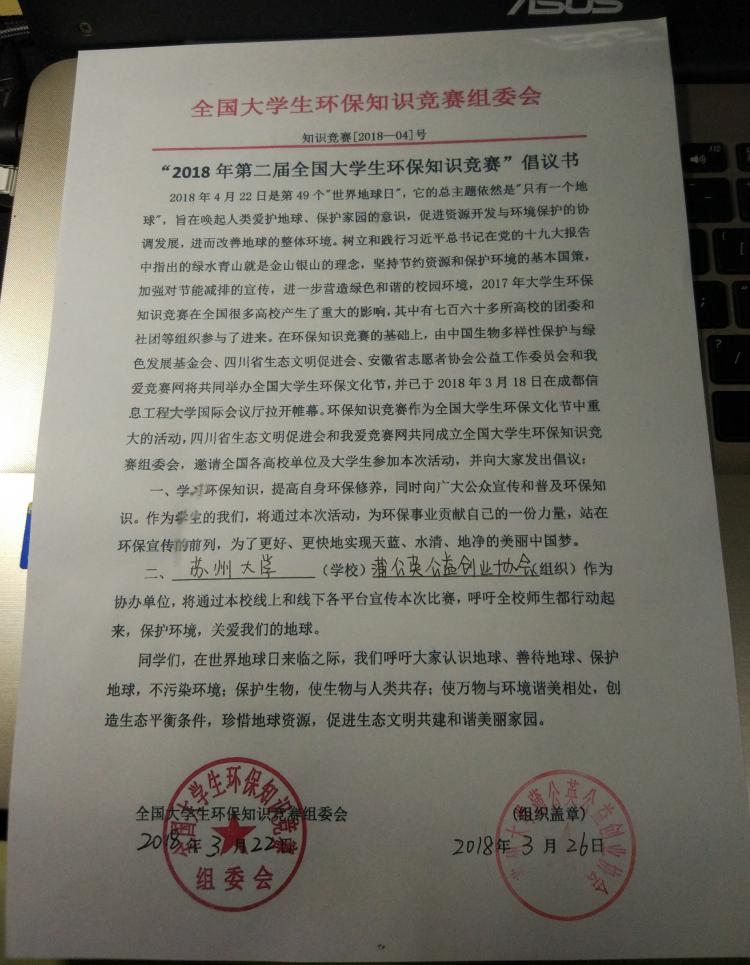 ASUS
全国大学生环保知识竞赛组委会
知识竞赛[2018—04]号
“2018 年第二届全国大学生环保知识竞赛”倡议书
2018 年 4 月 22 日是第 49 个"世界地球日"，它的总主题依然是"只有一个地
球"，旨在唤起人类爱护地球、保护家园的意识，促进资源开发与环境保护的协
调发展，进而改善地球的整体环境。树立和践行习近平总书记在党的十九大报告
中指出的绿水青山就是金山银山的理念，坚持节约资源和保护环境的基本国策，
加强对节能减排的宣传，进一步营造绿色和谐的校园环境，2017 年大学生环保
知识竞赛在全国很多高校产生了重大的影响，其中有七百六十多所高校的团委和
社团等组织参与了进来。在环保知识竞赛的基础上，由中国生物多样性保护与绿
色发展基金会、四川省生态文明促进会、安徽省志愿者协会公益工作委员会和我
爱竞赛网将共同举办全国大学生环保文化节，并已于 2018 年 3 月 18 日在成都信
息工程大学国际会议厅拉开帷幕。环保知识竞赛作为全国大学生环保文化节中重
大的活动，四川省生态文明促进会和我爱竞赛网共同成立全国大学生环保知识竞
赛组委会，邀请全国各高校单位及大学生参加本次活动，并向大家发出倡议：
一、学习环保知识，提高自身环保修养，同时向广大公众宣传和普及环保知
识。作为学生的我们，将通过本次活动，为环保事业贡献自己的一份力量，站在
环保宣传的前列，为了更好、更快地实现天蓝、水清、地净的美丽中国梦。
二、苏州大学（学校）蒲公英公益创业协会(组织）作为
协办单位，将通过本校线上和线下各平台宣传本次比赛，呼吁全校师生都行动起
来，保护环境，关爱我们的地球。
同学们，在世界地球日来临之际，我们呼吁大家认识地球、善待地球、保护
地球，不污染环境；保护生物，使生物与人类共存；使万物与环境谐美相处，创
造生态平衡条件，珍惜地球资源，促进生态文明共建和谐美丽家园。
全国大学生环保知识竞赛组委会
2018 年 3 月 22 日
全国大学生环保知识竞赛
组委会
(组织盖章)
2018 年 3 月 26 日
苏州大学蒲公英公益创业协会